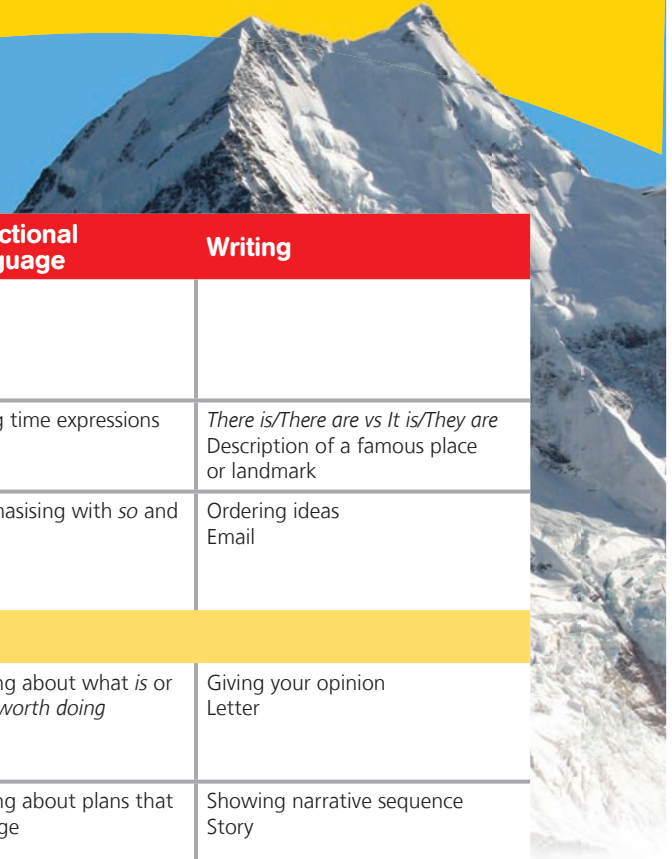 ctional
guage
Writing
g time expressions
There is/There are vs It is/They are
Description of a famous place
or landmark
nasising with so and
Ordering ideas
Email
ng about what is or
worth doing
Giving your opinion
Letter
ng about plans that
ge
Showing narrative sequence
Story